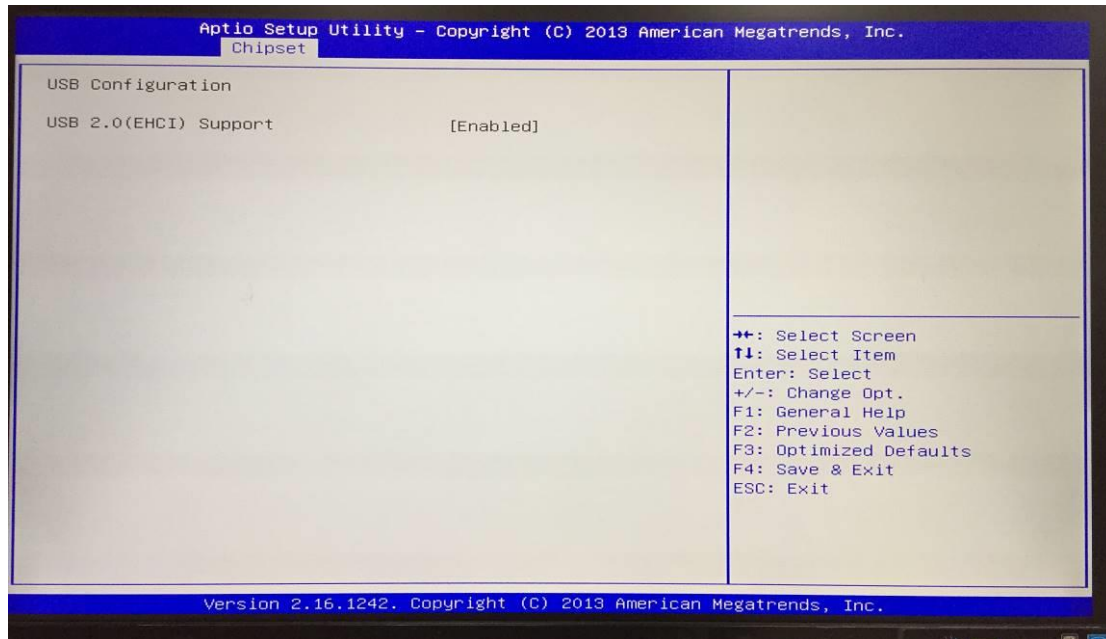 Aptio Setup Utility – Copyright (C) 2013 American Megatrends, Inc.
Chipset
USB Configuration
USB 2.0(EHCI) Support [Enabled]
→←: Select Screen
↑↓: Select Item
Enter: Select
+/-: Change Opt.
F1: General Help
F2: Previous Values
F3: Optimized Defaults
F4: Save & Exit
ESC: Exit
Version 2.16.1242. Copyright (C) 2013 American Megatrends, Inc.